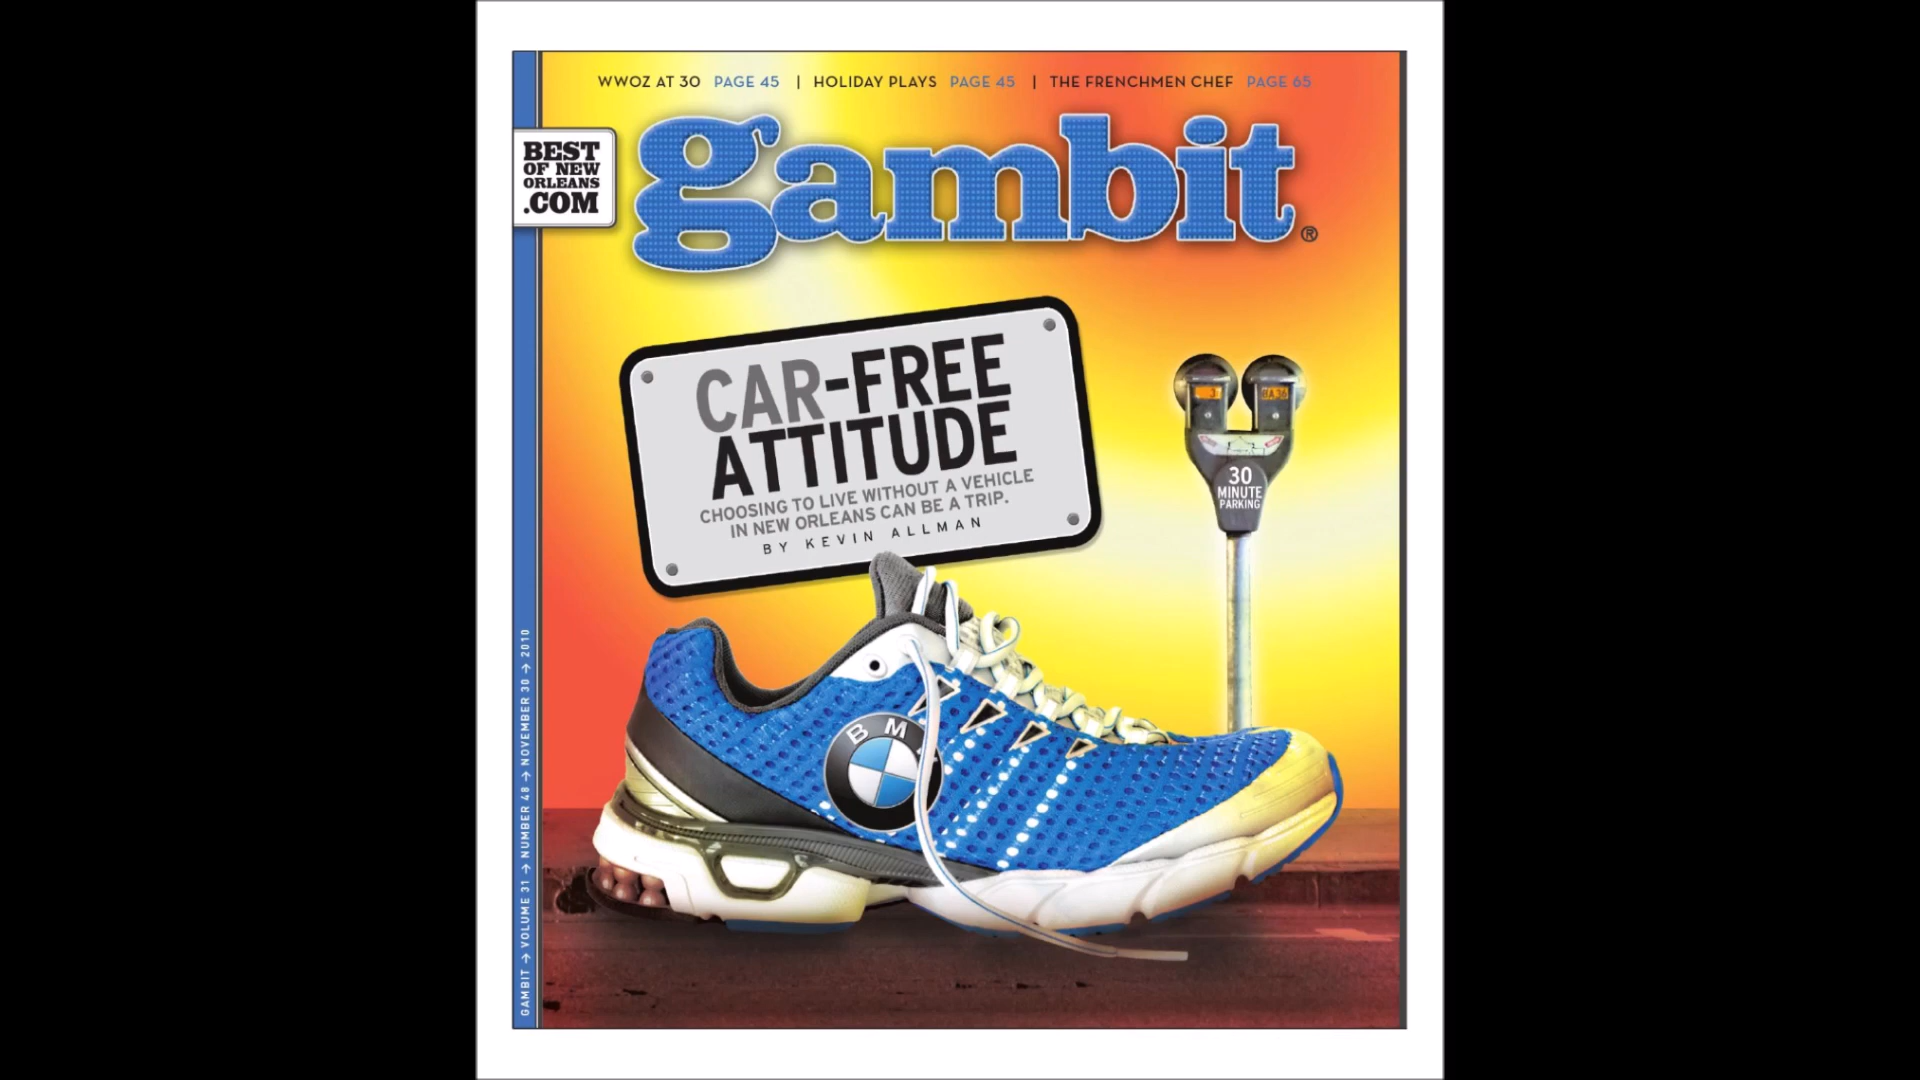 WWOZ AT 30 PAGE 45 | HOLIDAY PLAYS PAGE 45 | THE FRENCHMEN CHEF PAGE 65
gambit®
BEST
OF NEW
ORLEANS
.COM
CAR-FREE
ATTITUDE
CHOOSING TO LIVE WITHOUT A VEHICLE
IN NEW ORLEANS CAN BE A TRIP.
BY KEVIN ALLMAN
30
MINUTE
PARKING
B M
GAMBIT → VOLUME 31 → NUMBER 48 → NOVEMBER 30 → 2010